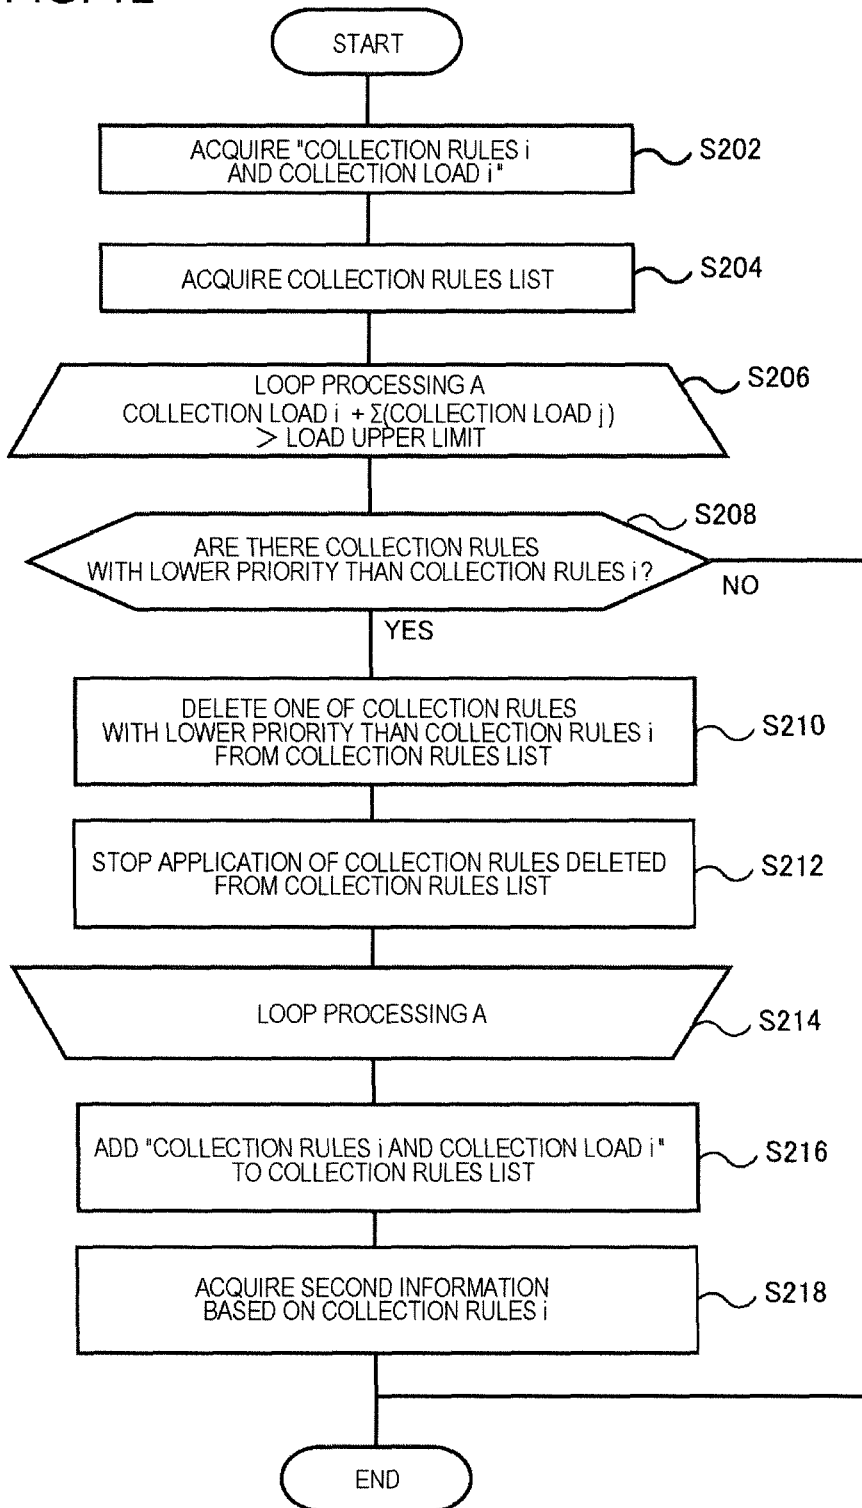 START
ACQUIRE "COLLECTION RULES i
AND COLLECTION LOAD i"
S202
ACQUIRE COLLECTION RULES LIST
S204
LOOP PROCESSING A
COLLECTION LOAD i + Σ(COLLECTION LOAD j)
> LOAD UPPER LIMIT
S206
ARE THERE COLLECTION RULES
WITH LOWER PRIORITY THAN COLLECTION RULES i?
S208
NO
YES
DELETE ONE OF COLLECTION RULES
WITH LOWER PRIORITY THAN COLLECTION RULES i
FROM COLLECTION RULES LIST
S210
STOP APPLICATION OF COLLECTION RULES DELETED
FROM COLLECTION RULES LIST
S212
LOOP PROCESSING A
S214
ADD "COLLECTION RULES i AND COLLECTION LOAD i"
TO COLLECTION RULES LIST
S216
ACQUIRE SECOND INFORMATION
BASED ON COLLECTION RULES i
S218
END